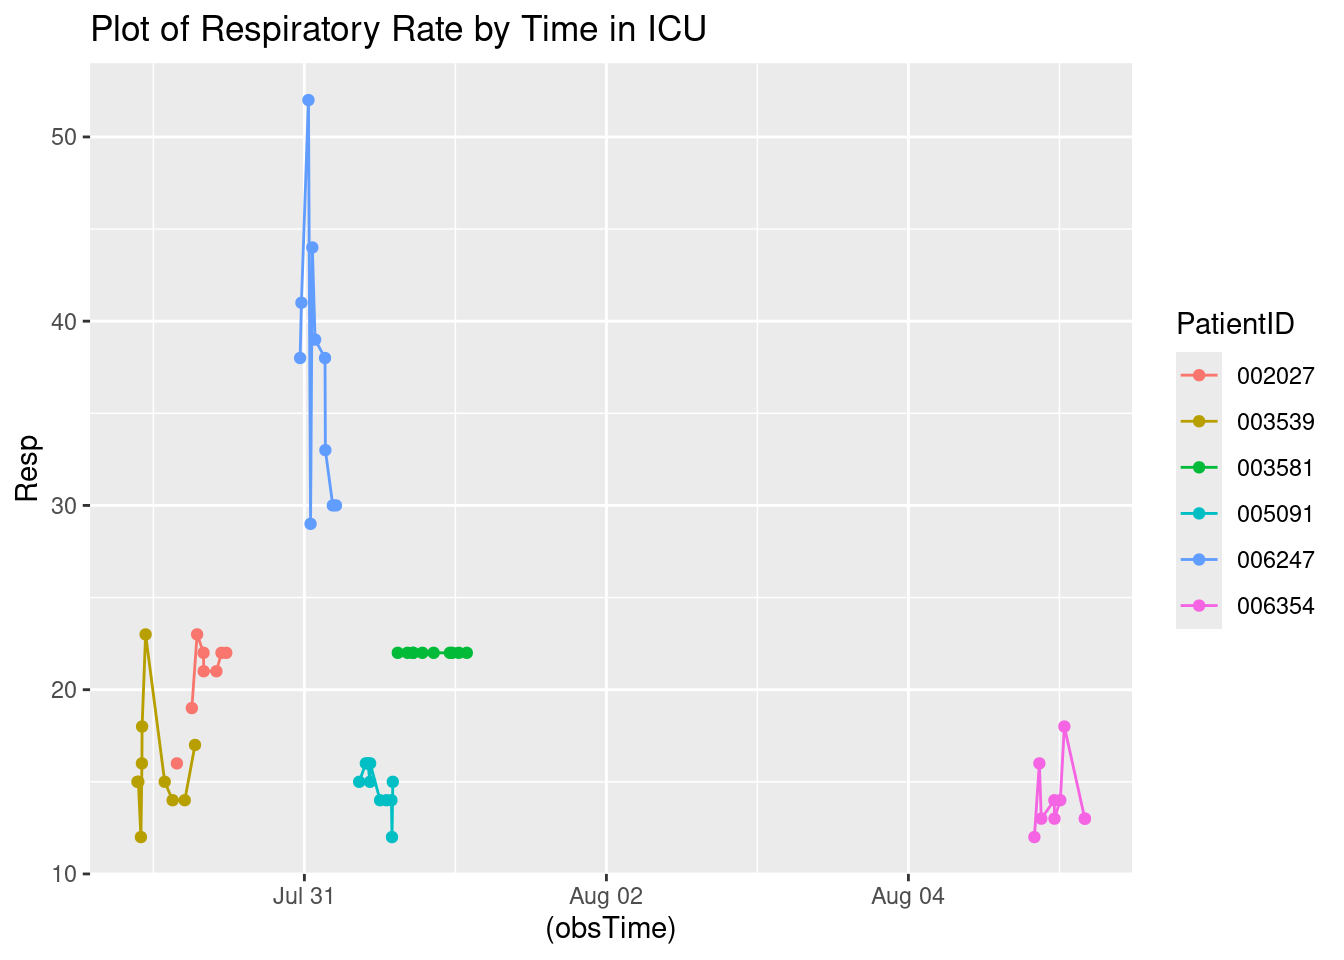 Plot of Respiratory Rate by Time in ICU
50
40
30
20
10
Resp
Jul 31
Aug 02
Aug 04
(obsTime)
PatientID
002027
003539
003581
005091
006247
006354